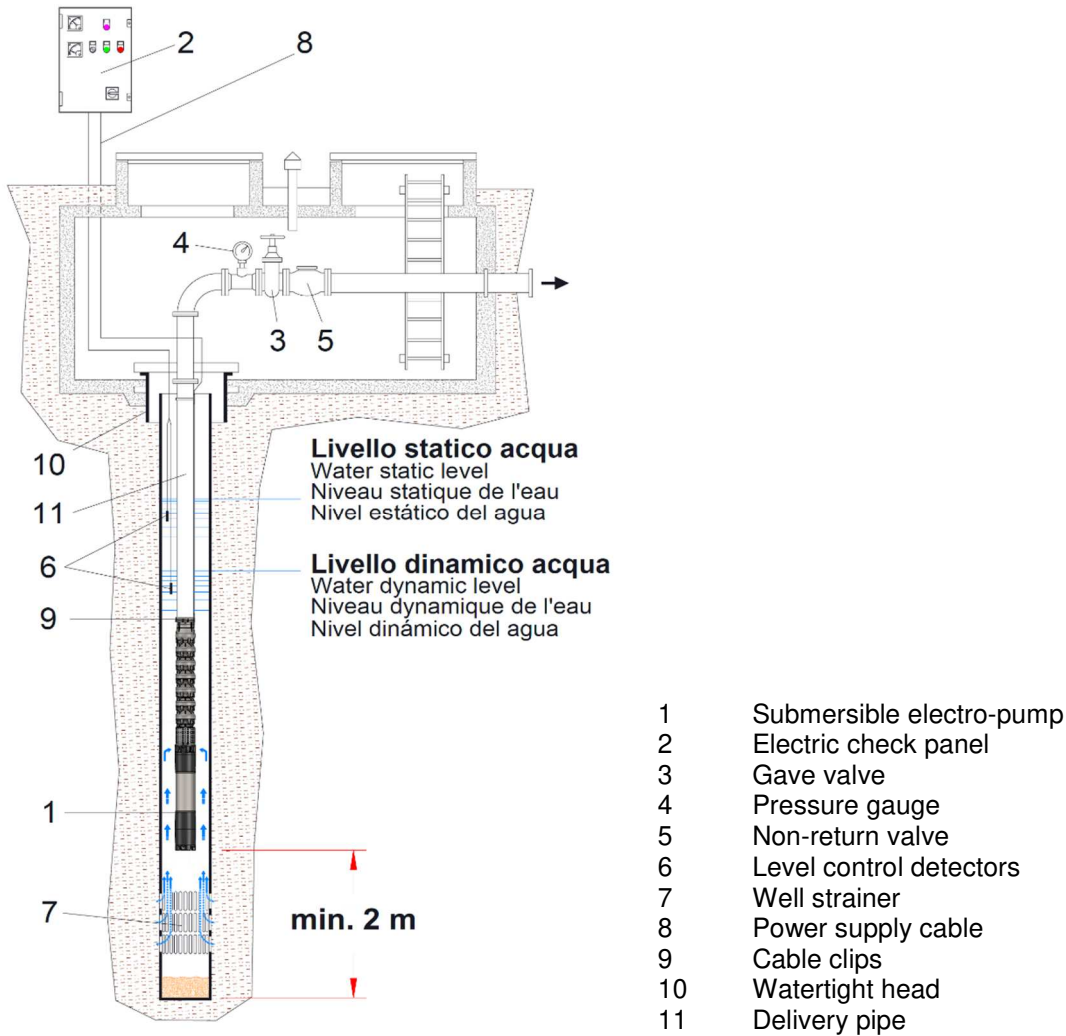 2
8
4
3
5
10
11
6
9
1
7
Livello statico acqua
Water static level
Niveau statique de l'eau
Nivel estático del agua
Livello dinamico acqua
Water dynamic level
Niveau dynamique de l'eau
Nivel dinámico del agua
min. 2 m
1 Submersible electro-pump
2 Electric check panel
3 Gave valve
4 Pressure gauge
5 Non-return valve
6 Level control detectors
7 Well strainer
8 Power supply cable
9 Cable clips
10 Watertight head
11 Delivery pipe